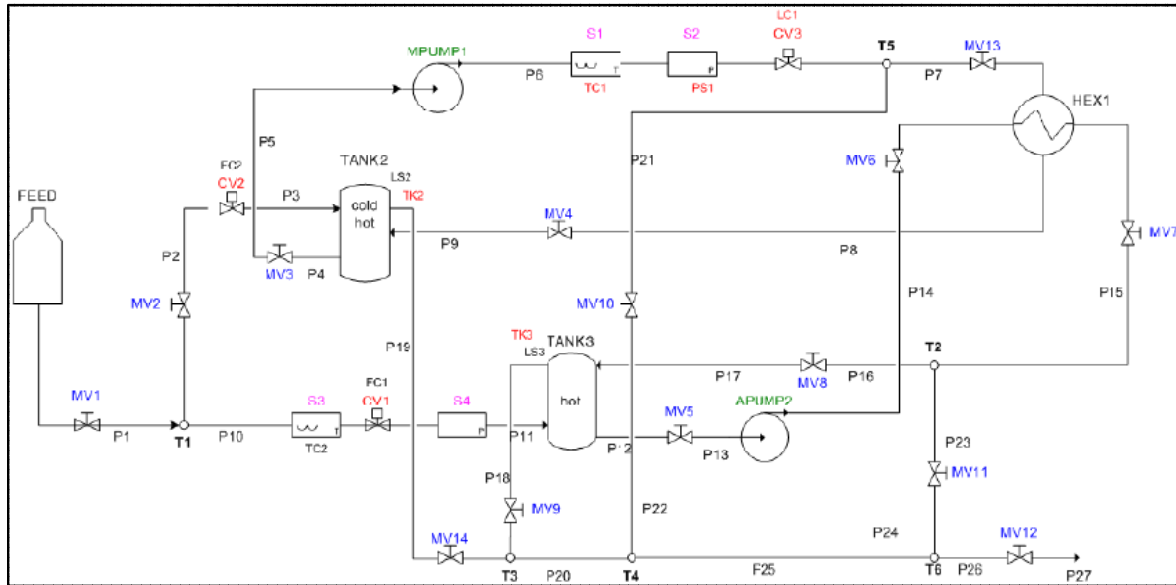 LC1
S1 S2 CV3 T5 MV13
MPUMP1
P6 P7
TC1 PS1
HEX1
P5
TANK2
P21 MV6
FC2
LS2
CV2 TK2
FEED P3
cold
hot
MV4
P9 P8 MV7
P2 P4
MV3
P14 P15
MV2 MV10
TK3 TANK3
P19 LS3 T2
P17 P16
MV8
FC1
S3 CV1 S4 hot APUMP2
MV1 MV5
P1 T1 P10 P11
TC2 P12 P13 P23
P18 MV11
MV9 P22
P24 MV12
MV14
T3 P20 T4 F25 T6 P26 P27